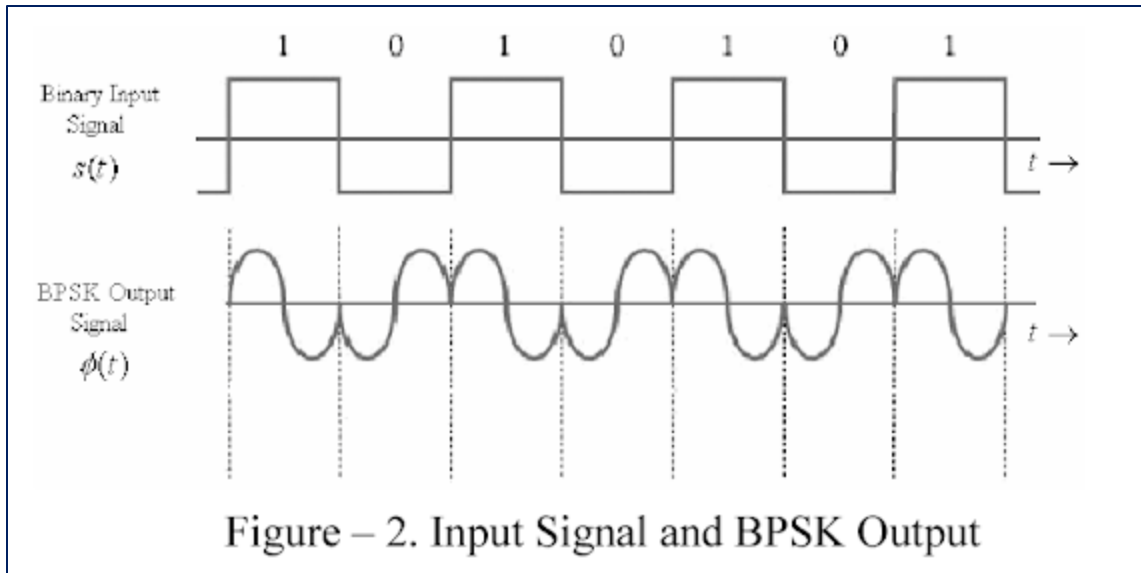 1 0 1 0 1 0 1
Binary Input
Signal
s(t)
t →
BPSK Output
Signal
ϕ(t)
t →
Figure – 2. Input Signal and BPSK Output